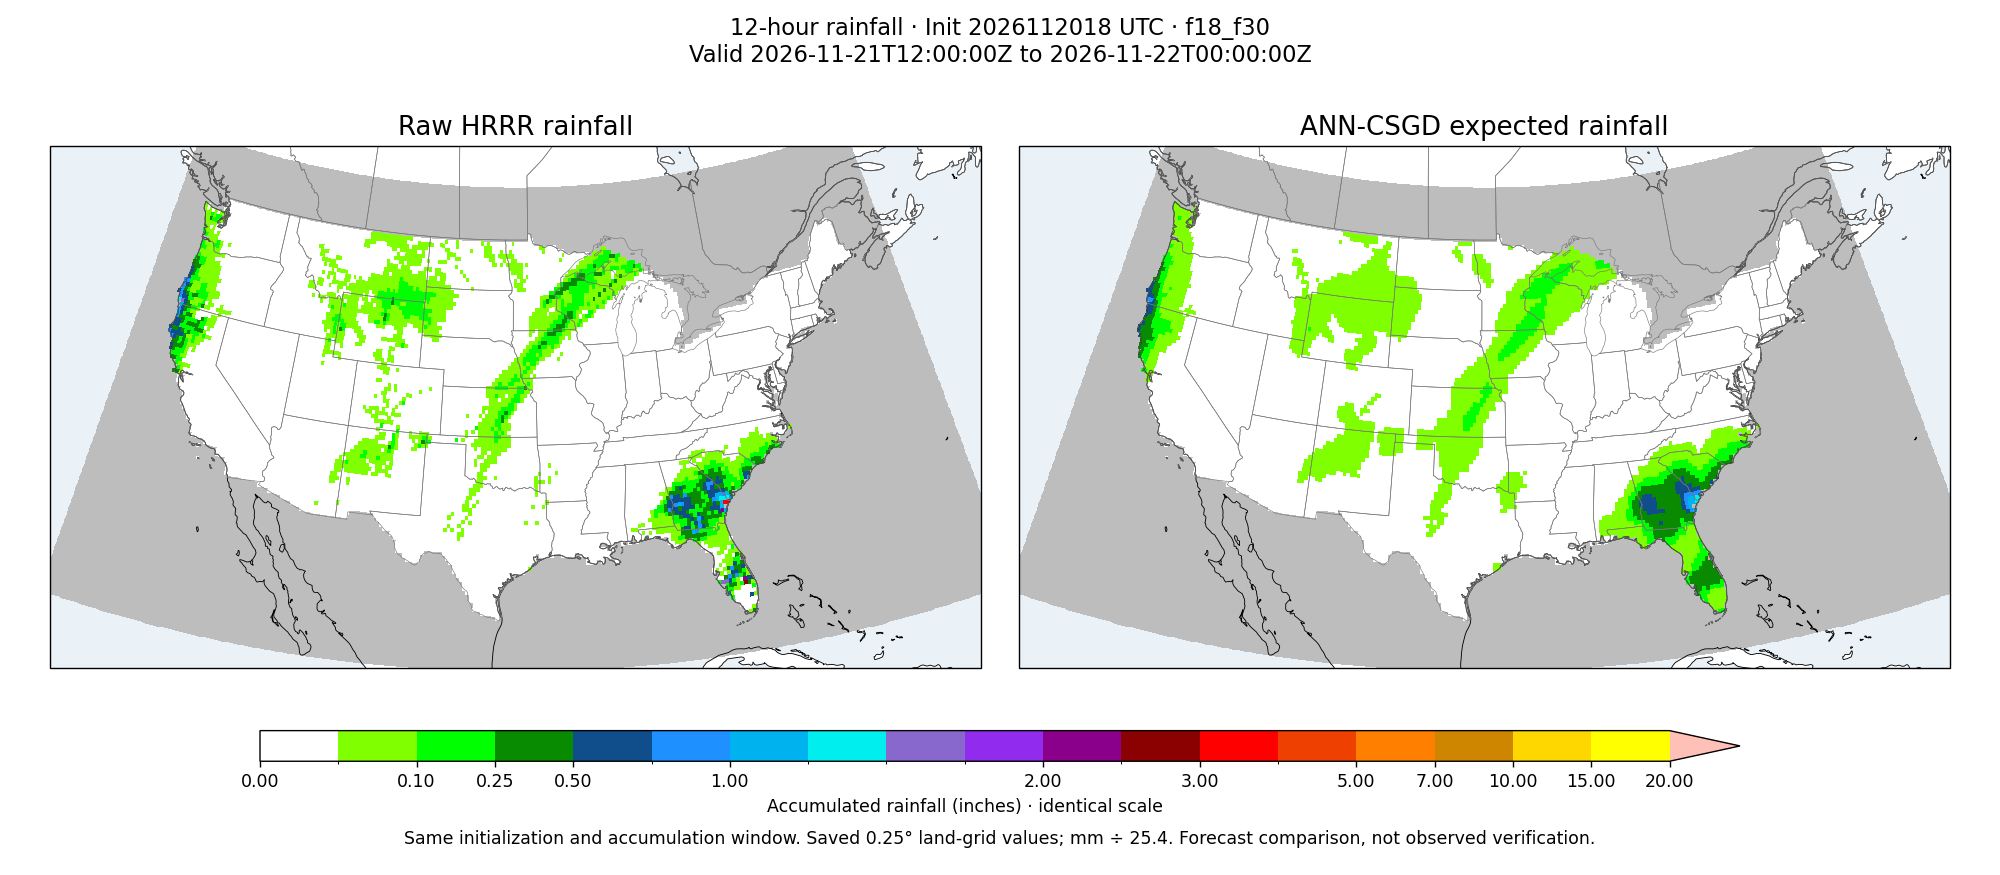 12-hour rainfall · Init 2026112018 UTC · f18_f30
Valid 2026-11-21T12:00:00Z to 2026-11-22T00:00:00Z
Raw HRRR rainfall
ANN-CSGD expected rainfall
0.00 0.10 0.25 0.50 1.00 2.00 3.00 5.00 7.00 10.00 15.00 20.00
Accumulated rainfall (inches) · identical scale
Same initialization and accumulation window. Saved 0.25° land-grid values; mm ÷ 25.4. Forecast comparison, not observed verification.